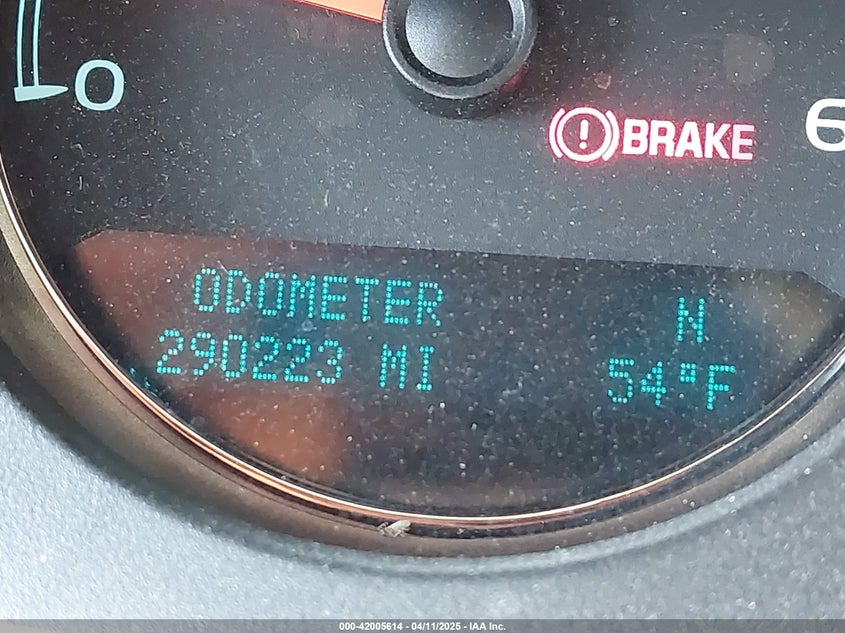 0
BRAKE
6
ODOMETER
N
290223 MI
54°F
000-42005614 - 04/11/2025 - IAA Inc.